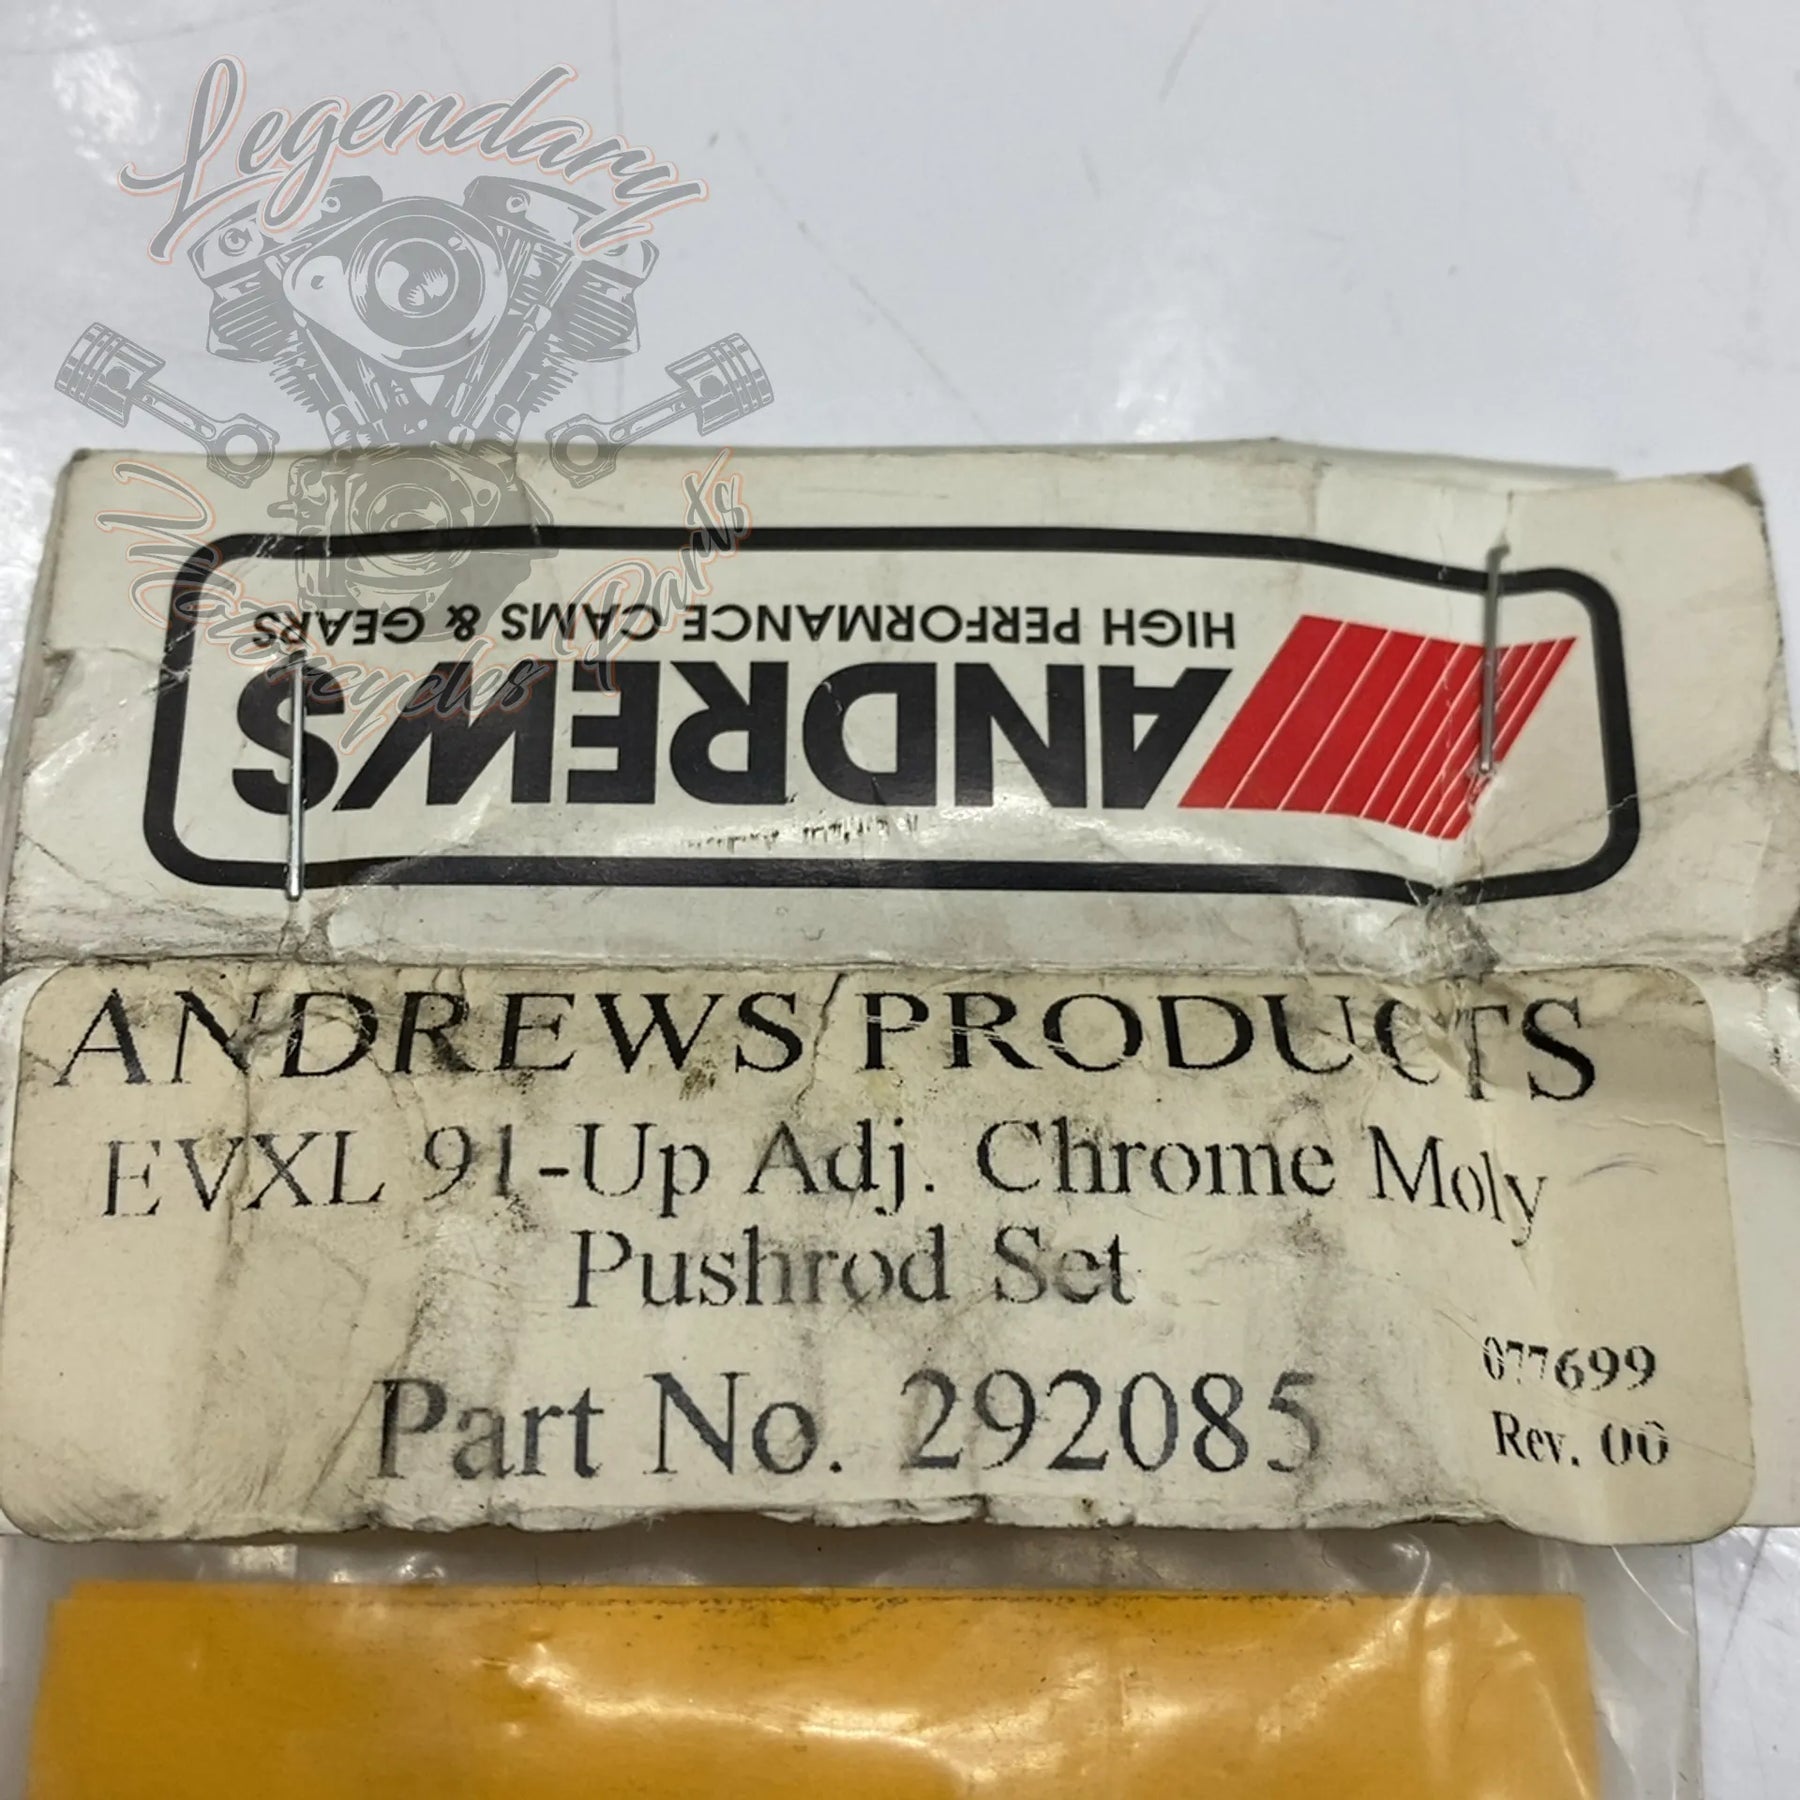 Legendary
Motorcycles & Parts
HIGH PERFORMANCE CAMS & GEARS
ANDREWS
ANDREWS PRODUCTS
EVXL 91-Up Adj. Chrome Moly
Pushrod Set
Part No. 292085
077699
Rev. 00